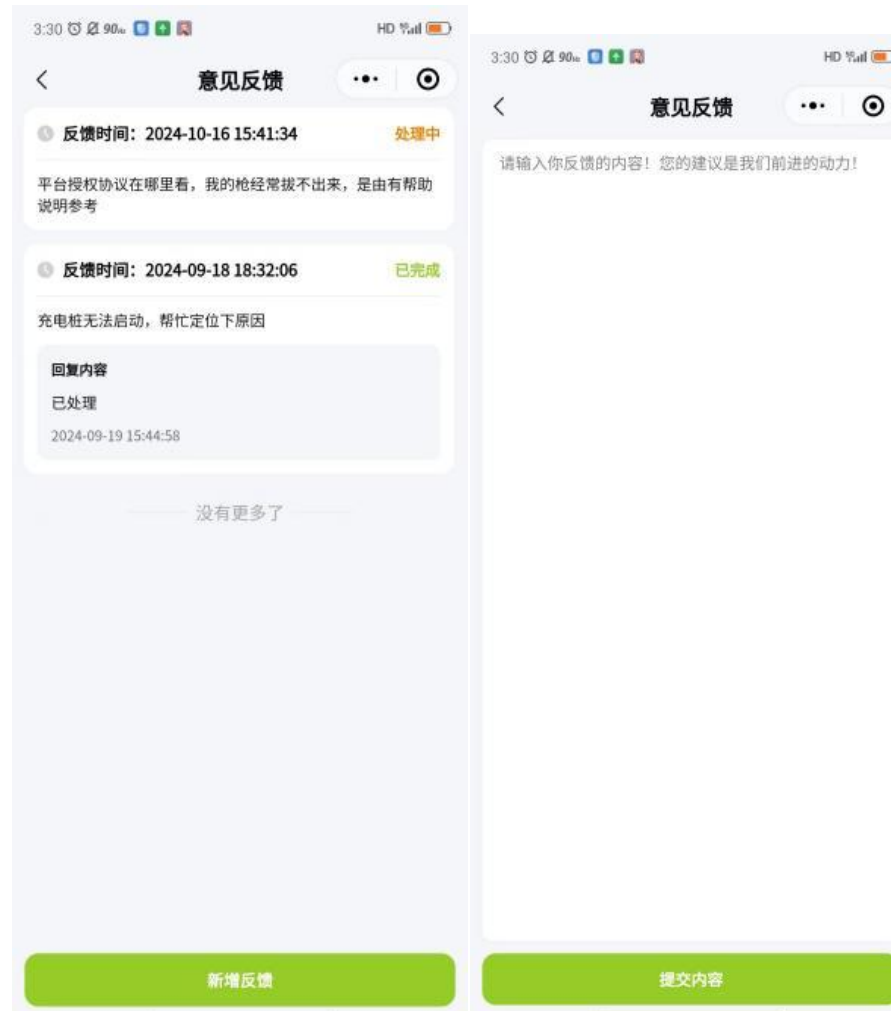 3:30
HD
意见反馈
反馈时间：2024-10-16 15:41:34
处理中
平台授权协议在哪里看，我的枪经常拔不出来，是由有帮助
说明参考
反馈时间：2024-09-18 18:32:06
已完成
充电桩无法启动，帮忙定位下原因
回复内容
已处理
2024-09-19 15:44:58
没有更多了
新增反馈
3:30
HD
意见反馈
请输入你反馈的内容！您的建议是我们前进的动力！
提交内容